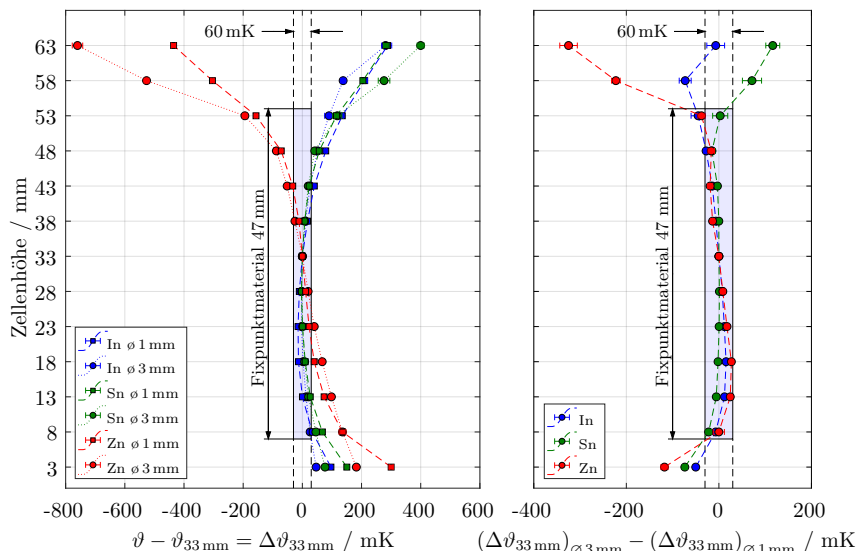 60 mK
60 mK
63
58
53
48
43
38
33
28
23
18
13
8
3
Zellenhöhe / mm
Fixpunktmaterial 47 mm
Fixpunktmaterial 47 mm
In ø 1 mm
In ø 3 mm
Sn ø 1 mm
Sn ø 3 mm
Zn ø 1 mm
Zn ø 3 mm
In
Sn
Zn
-800 -600 -400 -200 0 200 400 600
-400 -200 0 200
ϑ − ϑ33 mm = Δϑ33 mm / mK
(Δϑ33 mm)∅ 3 mm − (Δϑ33 mm)∅ 1 mm / mK